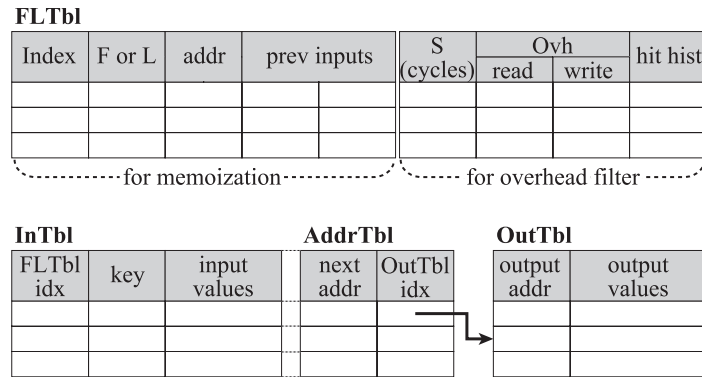 FLTbl
Index F or L addr prev inputs S (cycles) Ovh read write hit hist
for memoization for overhead filter
InTbl AddrTbl OutTbl
FLTbl idx key input values next addr OutTbl idx output addr output values